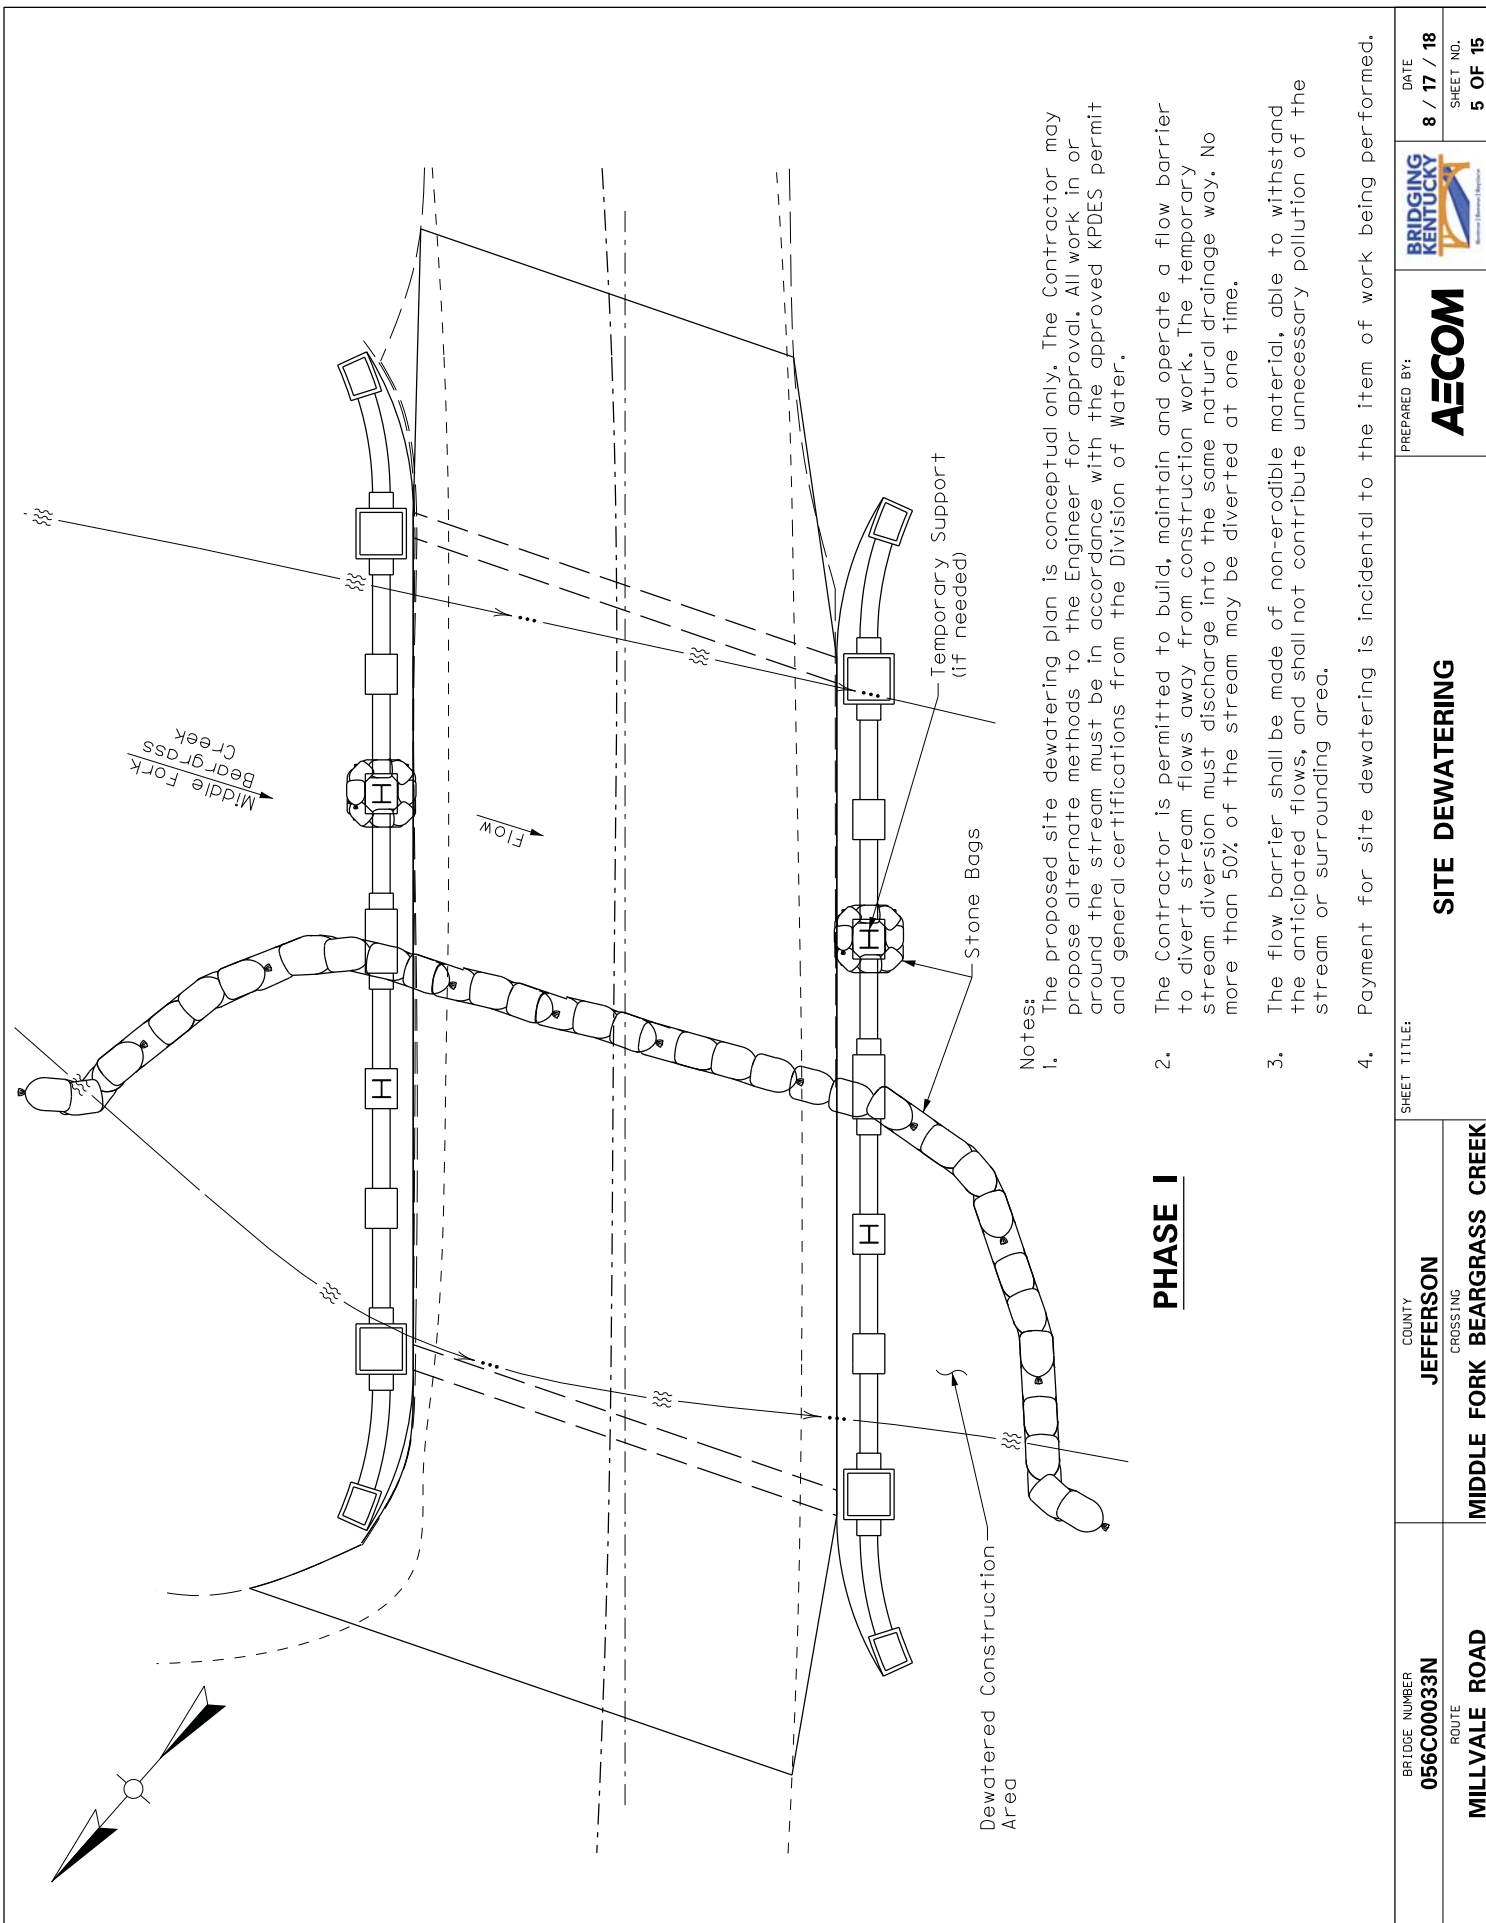 Middle Fork
Beargrass
Creek
Flow
H
H
H
H
Temporary Support
(if needed)
Stone Bags
Dewatered Construction
Area
PHASE I
Notes:
1. The proposed site dewatering plan is conceptual only. The Contractor may
propose alternate methods to the Engineer for approval. All work in or
around the stream must be in accordance with the approved KPDES permit
and general certifications from the Division of Water.
2. The Contractor is permitted to build, maintain and operate a flow barrier
to divert stream flows away from construction work. The temporary
stream diversion must discharge into the same natural drainage way. No
more than 50% of the stream may be diverted at one time.
3. The flow barrier shall be made of non-erodible material, able to withstand
the anticipated flows, and shall not contribute unnecessary pollution of the
stream or surrounding area.
4. Payment for site dewatering is incidental to the item of work being performed.
BRIDGE NUMBER
056C00033N
ROUTE
MILLVALE ROAD
COUNTY
JEFFERSON
CROSSING
MIDDLE FORK BEARGRASS CREEK
SHEET TITLE:
SITE DEWATERING
PREPARED BY:
AECOM
BRIDGING
KENTUCKY
DATE
8 / 17 / 18
SHEET NO.
5 OF 15